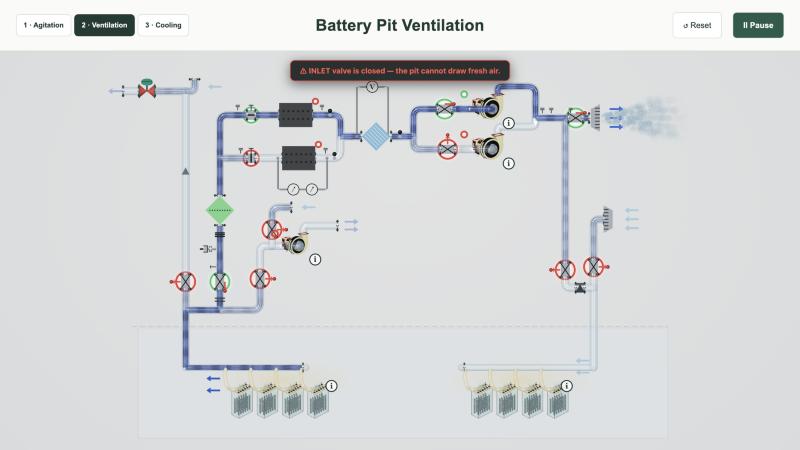 1 · Agitation
2 · Ventilation
3 · Cooling
Battery Pit Ventilation
↺ Reset
II Pause
⚠ INLET valve is closed — the pit cannot draw fresh air.
V
i
i
i
i
i